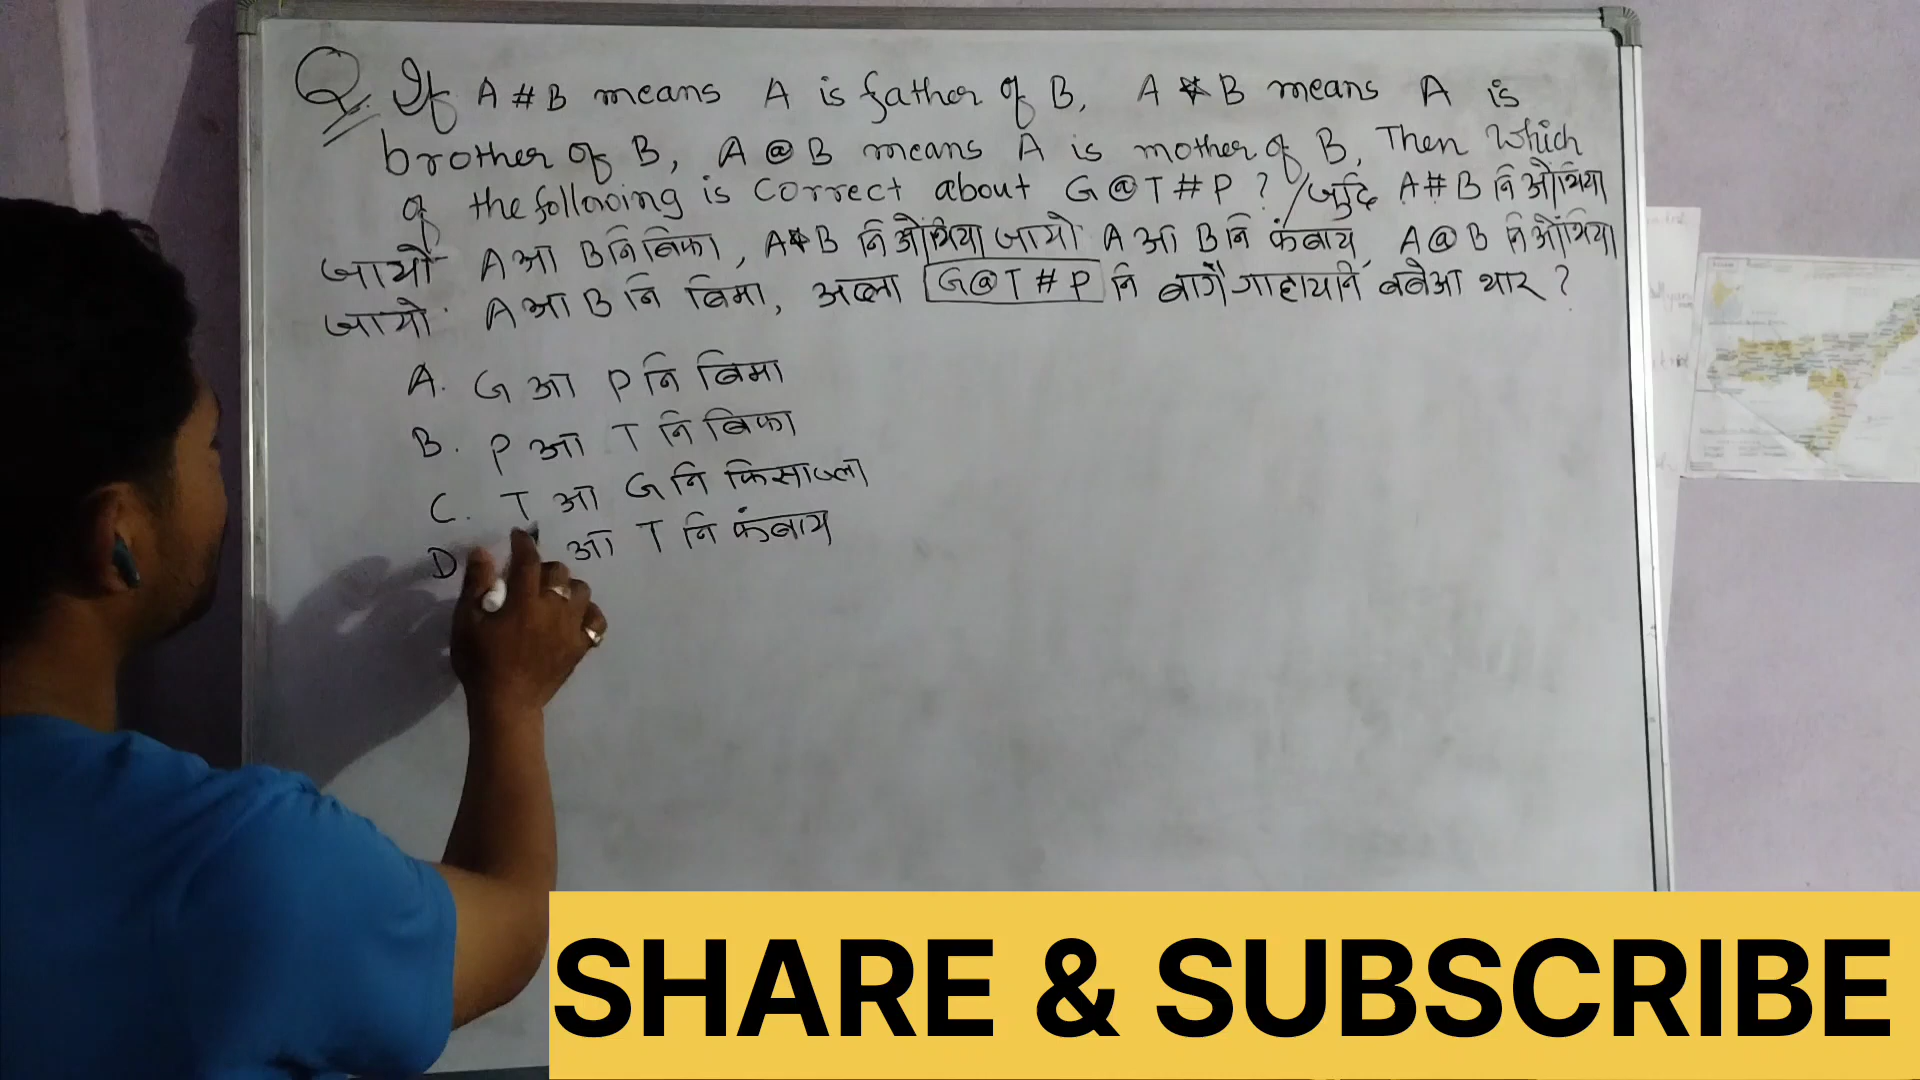 Q. If A # B means A is father of B, A * B means A is
brother of B, A @ B means A is mother of B, Then Which
of the following is correct about G @ T # P ? / जुदि A # B नि ओंथिया
जायो A आ B नि बिफा, A * B नि ओंथिया जायो A आ B नि फंबाय, A @ B नि ओंथिया
जायो A आ B नि बिमा, अब्ला G @ T # P नि बागै गाहायनि बबेआ थार ?
A. G आ P नि बिमा
B. P आ T नि बिफा
C. T आ G नि फिसाज्ला
D आ T नि फंबाय
SHARE & SUBSCRIBE